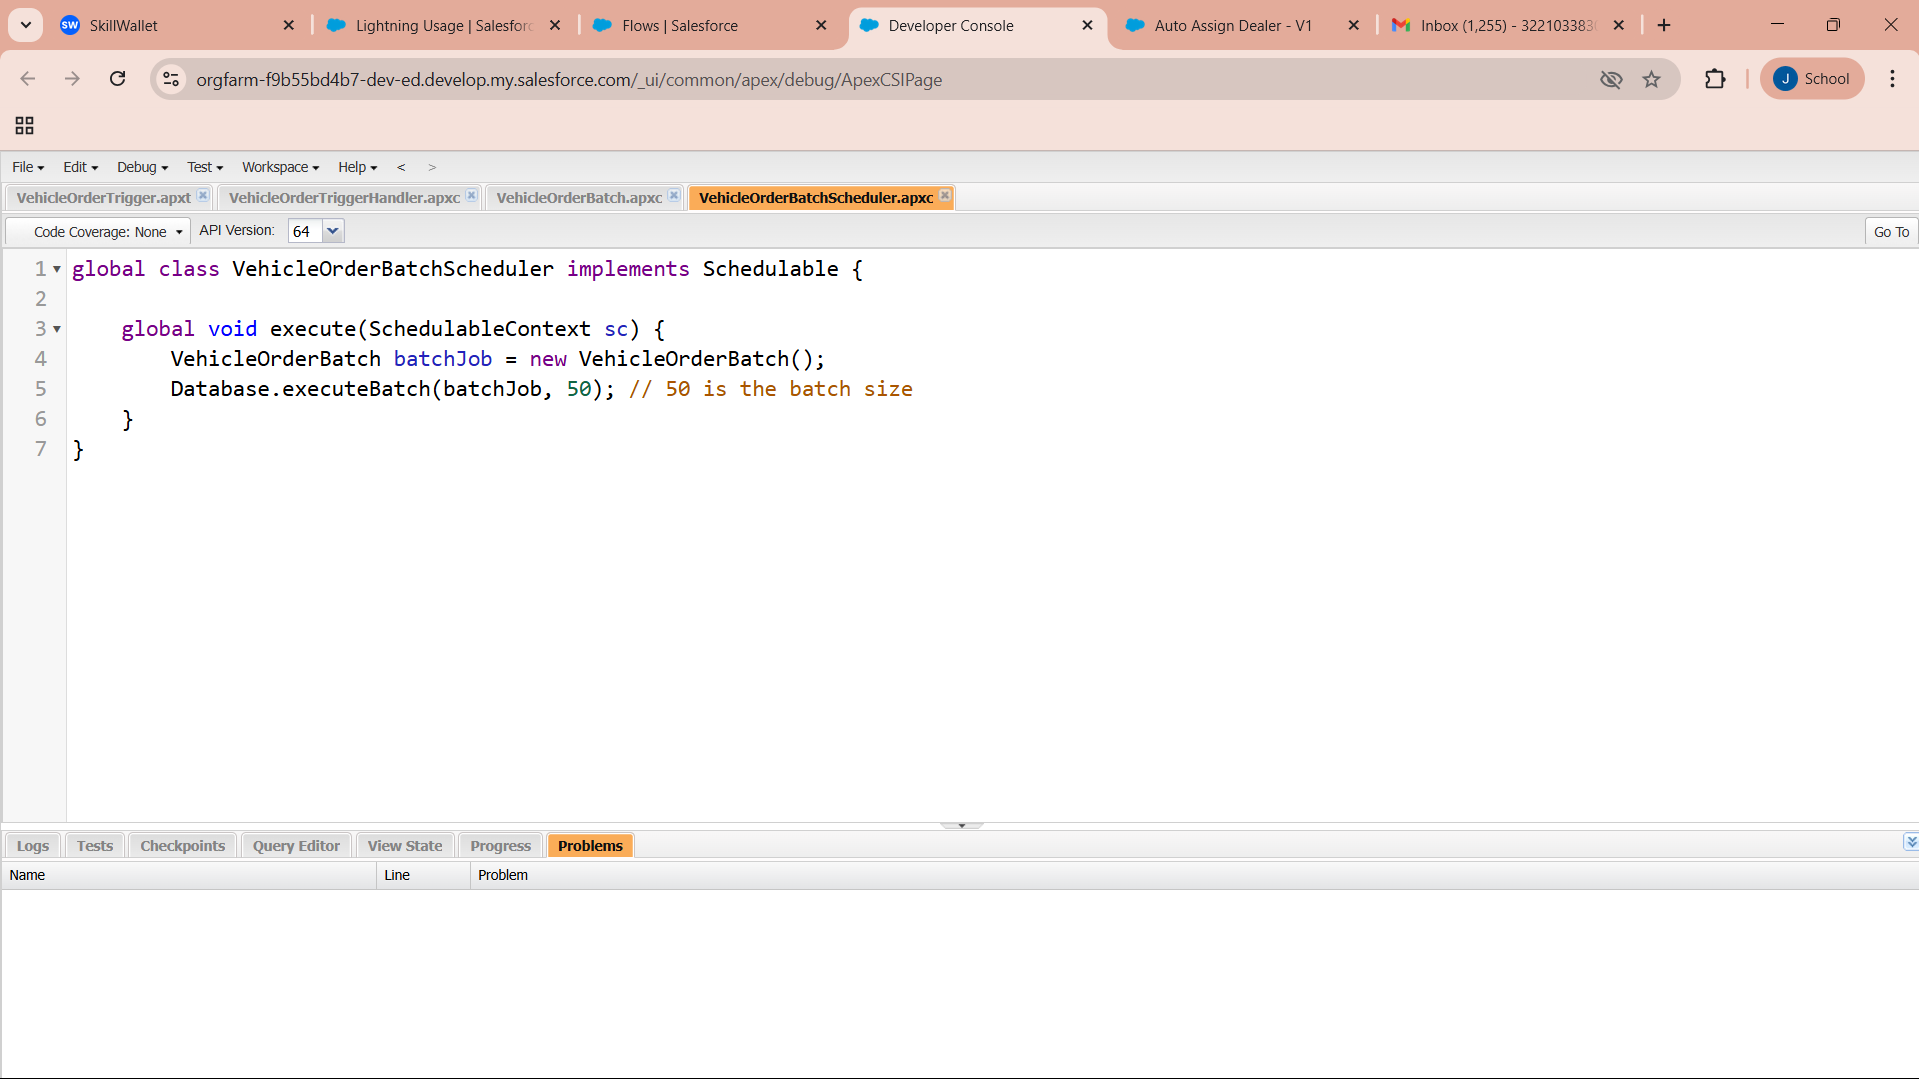 SW SkillWallet
Lightning Usage | Salesforc
Flows | Salesforce
Developer Console
Auto Assign Dealer - V1
Inbox (1,255) - 322103383
orgfarm-f9b55bd4b7-dev-ed.develop.my.salesforce.com/_ui/common/apex/debug/ApexCSIPage
J School
File Edit Debug Test Workspace Help < >
VehicleOrderTrigger.apxt VehicleOrderTriggerHandler.apxc VehicleOrderBatch.apxc VehicleOrderBatchScheduler.apxc
Code Coverage: None API Version: 64 Go To
1 global class VehicleOrderBatchScheduler implements Schedulable {
2
3 global void execute(SchedulableContext sc) {
4 VehicleOrderBatch batchJob = new VehicleOrderBatch();
5 Database.executeBatch(batchJob, 50); // 50 is the batch size
6 }
7 }
Logs Tests Checkpoints Query Editor View State Progress Problems
Name Line Problem